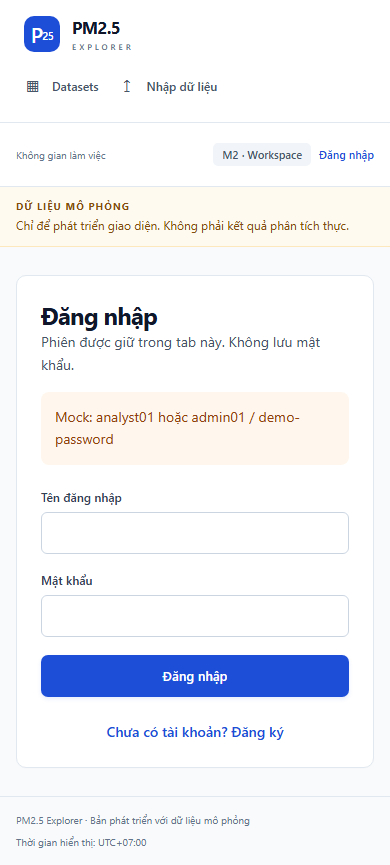 P25
PM2.5
EXPLORER
Datasets
Nhập dữ liệu
Không gian làm việc
M2 · Workspace
Đăng nhập
DỮ LIỆU MÔ PHỎNG
Chỉ để phát triển giao diện. Không phải kết quả phân tích thực.
Đăng nhập
Phiên được giữ trong tab này. Không lưu mật
khẩu.
Mock: analyst01 hoặc admin01 / demo-
password
Tên đăng nhập
Mật khẩu
Đăng nhập
Chưa có tài khoản? Đăng ký
PM2.5 Explorer · Bản phát triển với dữ liệu mô phỏng
Thời gian hiển thị: UTC+07:00